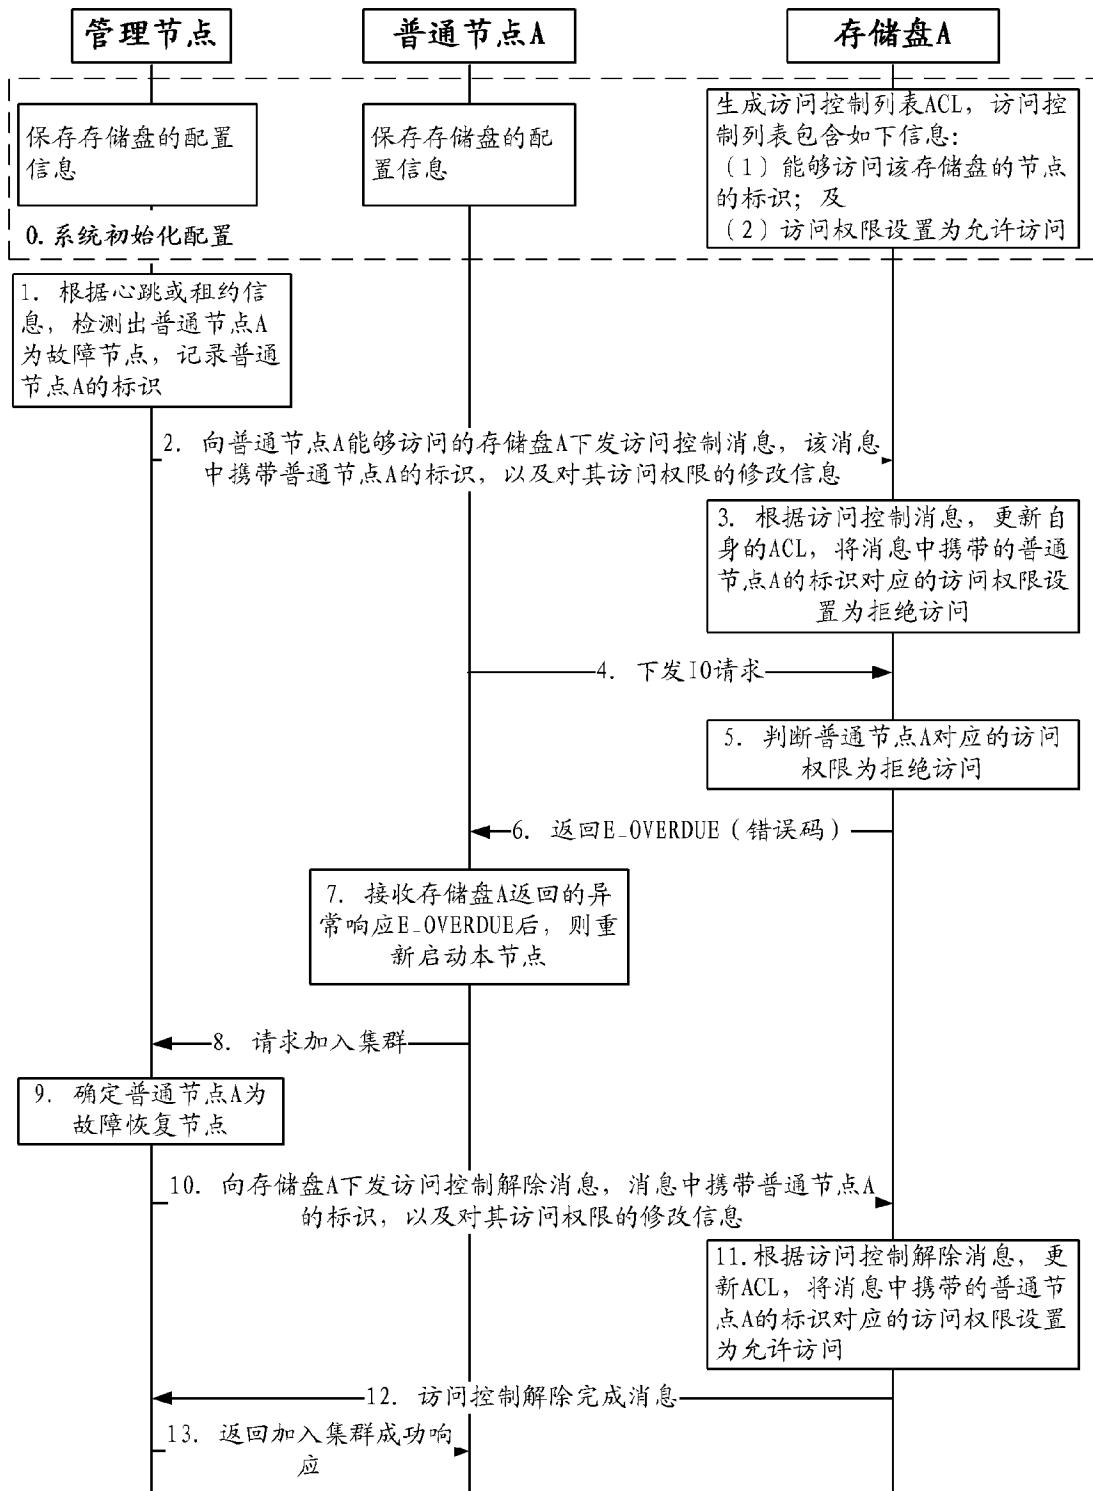 管理节点
普通节点A
存储盘A
保存存储盘的配置
信息
保存存储盘的配
置信息
生成访问控制列表ACL，访问控
制列表包含如下信息：
（1）能够访问该存储盘的节点
的标识；及
（2）访问权限设置为允许访问
0.系统初始化配置
1. 根据心跳或租约信
息，检测出普通节点A
为故障节点，记录普通
节点A的标识
2. 向普通节点A能够访问的存储盘A下发访问控制消息，该消息
中携带普通节点A的标识，以及对其访问权限的修改信息
3. 根据访问控制消息，更新自
身的ACL，将消息中携带的普通
节点A的标识对应的访问权限设
置为拒绝访问
4. 下发IO请求
5. 判断普通节点A对应的访问
权限为拒绝访问
6. 返回E_OVERDUE（错误码）
7. 接收存储盘A返回的异
常响应E_OVERDUE后，则重
新启动本节点
8. 请求加入集群
9. 确定普通节点A为
故障恢复节点
10. 向存储盘A下发访问控制解除消息，消息中携带普通节点A
的标识，以及对其访问权限的修改信息
11.根据访问控制解除消息，更
新ACL，将消息中携带的普通节
点A的标识对应的访问权限设置
为允许访问
12. 访问控制解除完成消息
13. 返回加入集群成功响
应